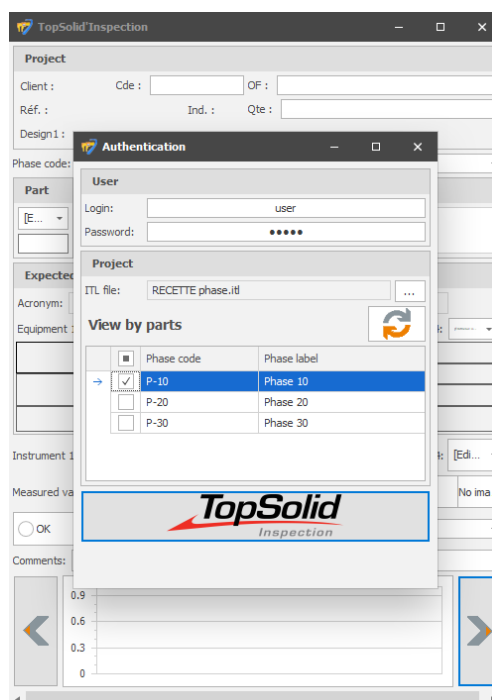 TopSolid'Inspection
Project
Client : Cde : OF :
Réf. : Ind. : Qte :
Design1 :
Phase code:
Part
[E...
Expected
Acronym:
Equipment 1
Instrument 1
[Edi...
Measured va
No ima
OK
Comments:
0.9
0.6
0.3
0
Authentication
User
Login: user
Password: •••••
Project
ITL file: RECETTE phase.itl ...
View by parts
Phase code Phase label
P-10 Phase 10
P-20 Phase 20
P-30 Phase 30
TopSolid
Inspection